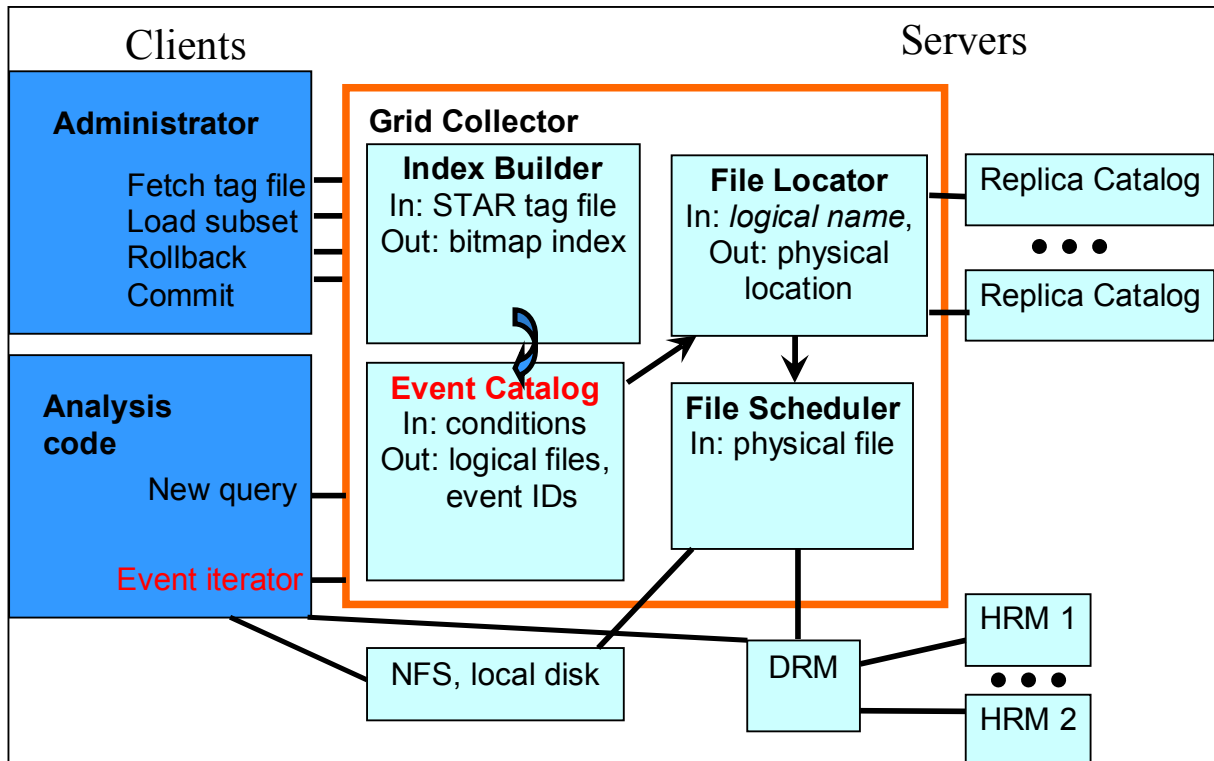 Clients
Servers
Administrator
Fetch tag file
Load subset
Rollback
Commit
Analysis
code
New query
Event iterator
Grid Collector
Index Builder
In: STAR tag file
Out: bitmap index
Event Catalog
In: conditions
Out: logical files,
event IDs
File Locator
In: logical name,
Out: physical
location
File Scheduler
In: physical file
Replica Catalog
Replica Catalog
NFS, local disk
DRM
HRM 1
HRM 2